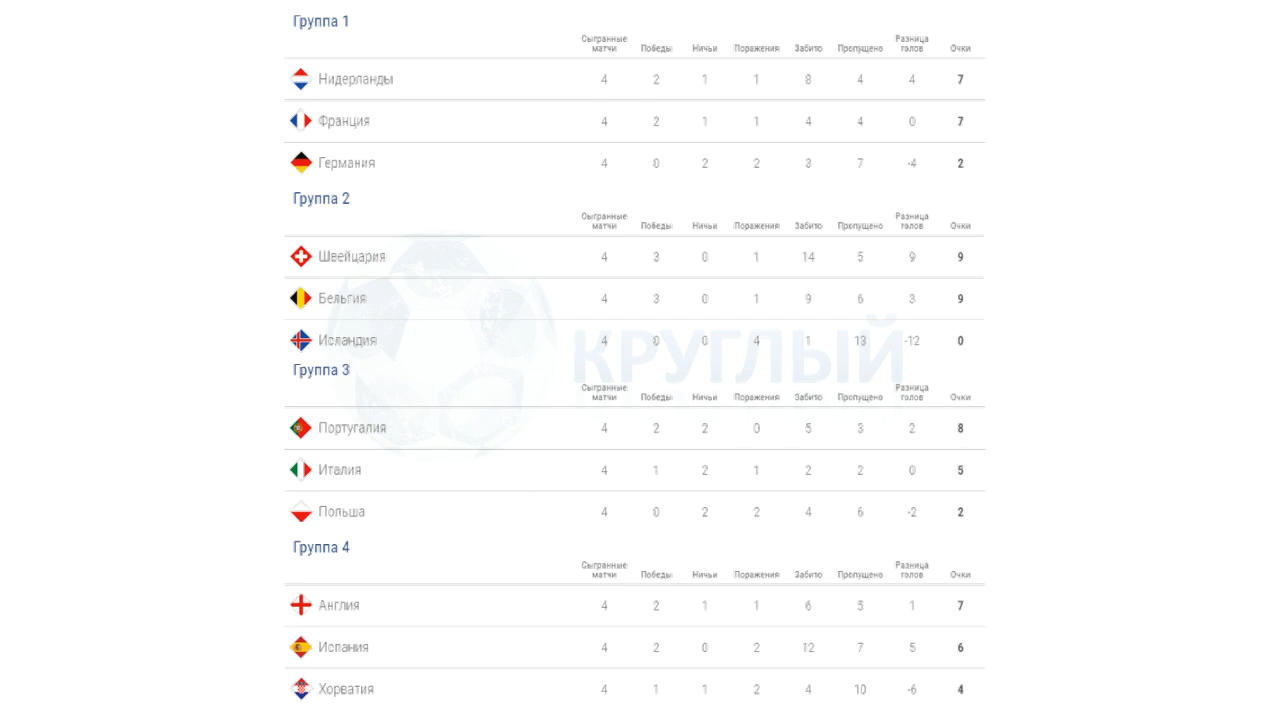 Группа 1
Сыгранные матчи Победы Ничьи Поражения Забито Пропущено Разница голов Очки
Нидерланды 4 2 1 1 8 4 4 7
Франция 4 2 1 1 4 4 0 7
Германия 4 0 2 2 3 7 -4 2
Группа 2
Сыгранные матчи Победы Ничьи Поражения Забито Пропущено Разница голов Очки
Швейцария 4 3 0 1 14 5 9 9
Бельгия 4 3 0 1 9 6 3 9
Исландия 4 0 0 4 1 13 -12 0
КРУГЛЫЙ
Группа 3
Сыгранные матчи Победы Ничьи Поражения Забито Пропущено Разница голов Очки
Португалия 4 2 2 0 5 3 2 8
Италия 4 1 2 1 2 2 0 5
Польша 4 0 2 2 4 6 -2 2
Группа 4
Сыгранные матчи Победы Ничьи Поражения Забито Пропущено Разница голов Очки
Англия 4 2 1 1 6 5 1 7
Испания 4 2 0 2 12 7 5 6
Хорватия 4 1 1 2 4 10 -6 4